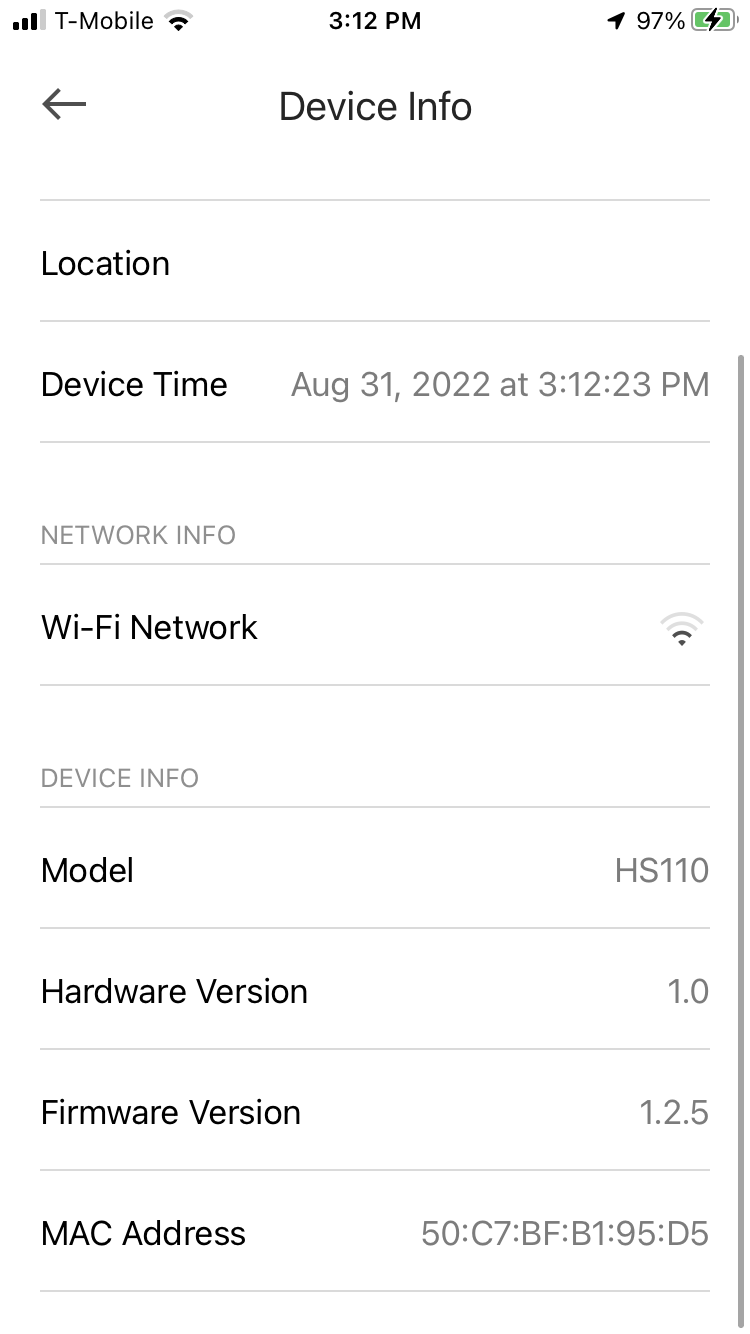 T-Mobile 3:12 PM 97%
Device Info
Location
Device Time Aug 31, 2022 at 3:12:23 PM
NETWORK INFO
Wi-Fi Network
DEVICE INFO
Model HS110
Hardware Version 1.0
Firmware Version 1.2.5
MAC Address 50:C7:BF:B1:95:D5